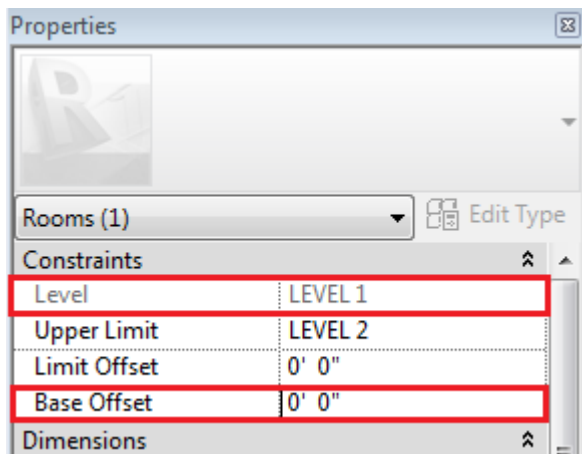 Properties
Rooms (1) Edit Type
Constraints
Level LEVEL 1
Upper Limit LEVEL 2
Limit Offset 0' 0"
Base Offset 0' 0"
Dimensions